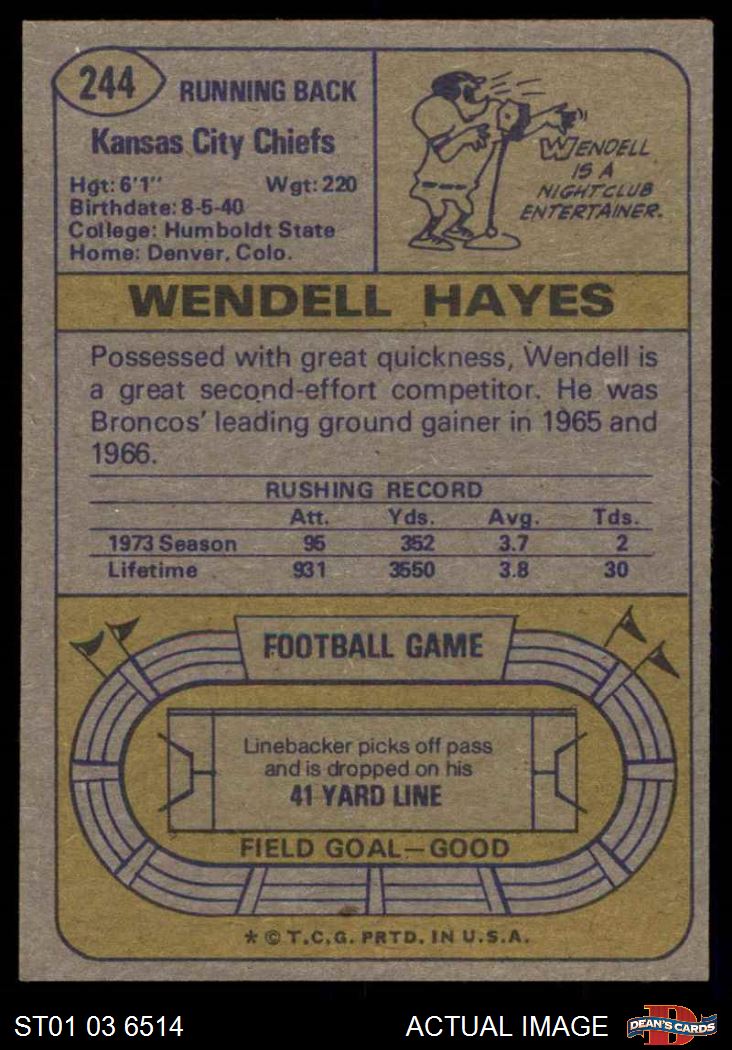 244
RUNNING BACK
Kansas City Chiefs
Hgt: 6'1" Wgt: 220
Birthdate: 8-5-40
College: Humboldt State
Home: Denver, Colo.
WENDELL
IS A
NIGHTCLUB
ENTERTAINER.
WENDELL HAYES
Possessed with great quickness, Wendell is
a great second-effort competitor. He was
Broncos' leading ground gainer in 1965 and
1966.
RUSHING RECORD
Att. Yds. Avg. Tds.
1973 Season 95 352 3.7 2
Lifetime 931 3550 3.8 30
FOOTBALL GAME
Linebacker picks off pass
and is dropped on his
41 YARD LINE
FIELD GOAL—GOOD
* © T.C.G. PRTD. IN U.S.A.
ST01 03 6514 ACTUAL IMAGE
D
DEAN'S CARDS